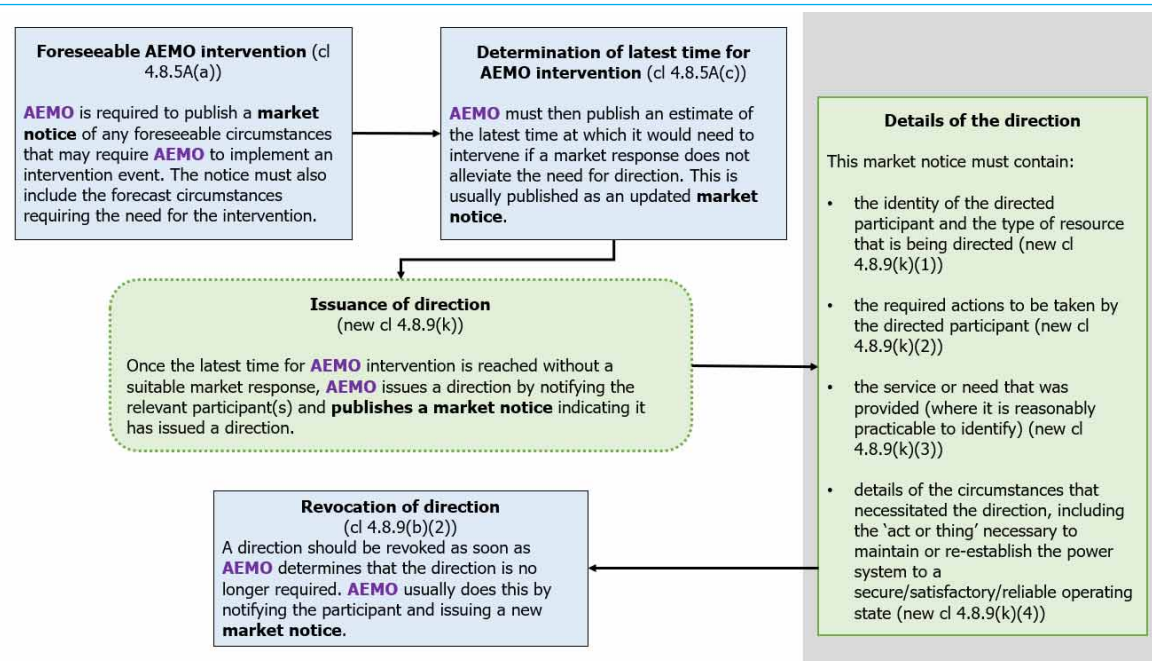 Foreseeable AEMO intervention (cl
4.8.5A(a))
AEMO is required to publish a market
notice of any foreseeable circumstances
that may require AEMO to implement an
intervention event. The notice must also
include the forecast circumstances
requiring the need for the intervention.
Determination of latest time for
AEMO intervention (cl 4.8.5A(c))
AEMO must then publish an estimate of
the latest time at which it would need to
intervene if a market response does not
alleviate the need for direction. This is
usually published as an updated market
notice.
Issuance of direction
(new cl 4.8.9(k))
Once the latest time for AEMO intervention is reached without a
suitable market response, AEMO issues a direction by notifying the
relevant participant(s) and publishes a market notice indicating it
has issued a direction.
Details of the direction
This market notice must contain:
• the identity of the directed
participant and the type of resource
that is being directed (new cl
4.8.9(k)(1))
• the required actions to be taken by
the directed participant (new cl
4.8.9(k)(2))
• the service or need that was
provided (where it is reasonably
practicable to identify) (new cl
4.8.9(k)(3))
• details of the circumstances that
necessitated the direction, including
the ‘act or thing’ necessary to
maintain or re-establish the power
system to a
secure/satisfactory/reliable operating
state (new cl 4.8.9(k)(4))
Revocation of direction
(cl 4.8.9(b)(2))
A direction should be revoked as soon as
AEMO determines that the direction is no
longer required. AEMO usually does this by
notifying the participant and issuing a new
market notice.